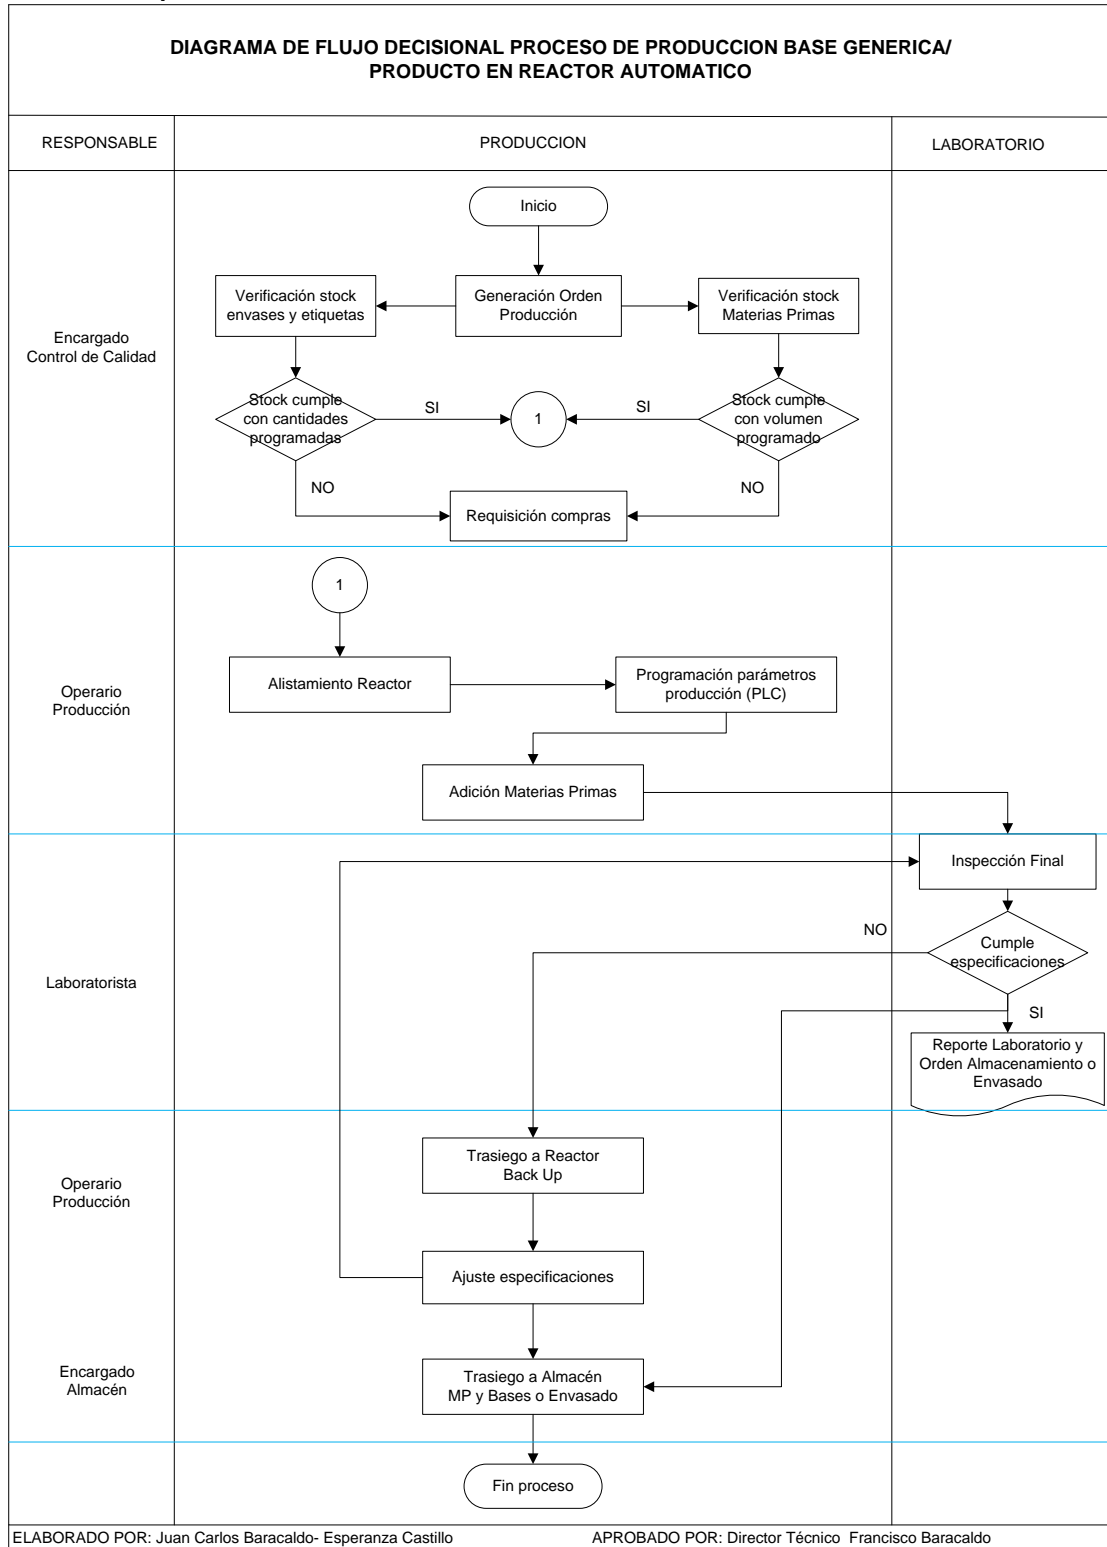 DIAGRAMA DE FLUJO DECISIONAL PROCESO DE PRODUCCION BASE GENERICA/
PRODUCTO EN REACTOR AUTOMATICO
RESPONSABLE
PRODUCCION
LABORATORIO
Inicio
Verificación stock
envases y etiquetas
Generación Orden
Producción
Verificación stock
Materias Primas
Encargado
Control de Calidad
Stock cumple
con cantidades
programadas
SI
1
SI
Stock cumple
con volumen
programado
NO
NO
Requisición compras
1
Operario
Producción
Alistamiento Reactor
Programación parámetros
producción (PLC)
Adición Materias Primas
Inspección Final
NO
Cumple
especificaciones
Laboratorista
SI
Reporte Laboratorio y
Orden Almacenamiento o
Envasado
Operario
Producción
Trasiego a Reactor
Back Up
Ajuste especificaciones
Encargado
Almacén
Trasiego a Almacén
MP y Bases o Envasado
Fin proceso
ELABORADO POR: Juan Carlos Baracaldo- Esperanza Castillo
APROBADO POR: Director Técnico  Francisco Baracaldo